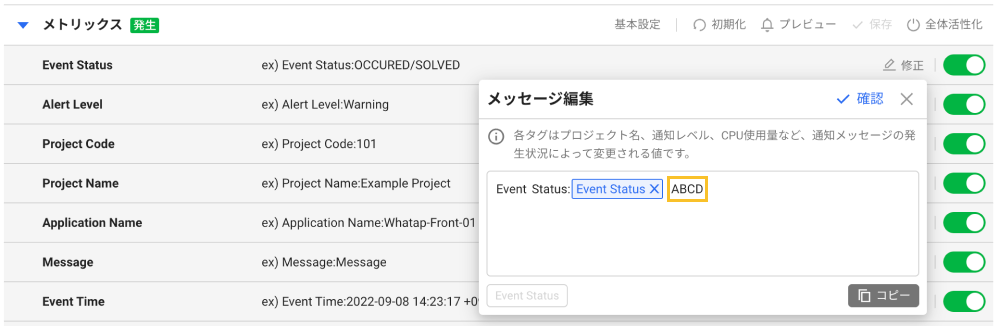 メトリックス 発生 基本設定 初期化 プレビュー 保存 全体活性化
Event Status ex) Event Status:OCCURED/SOLVED 修正
Alert Level ex) Alert Level:Warning
Project Code ex) Project Code:101
Project Name ex) Project Name:Example Project
Application Name ex) Application Name:Whatap-Front-01
Message ex) Message:Message
Event Time ex) Event Time:2022-09-08 14:23:17
メッセージ編集 確認
各タグはプロジェクト名、通知レベル、CPU使用量など、通知メッセージの発
生状況によって変更される値です。
Event Status: Event Status ABCD
Event Status コピー